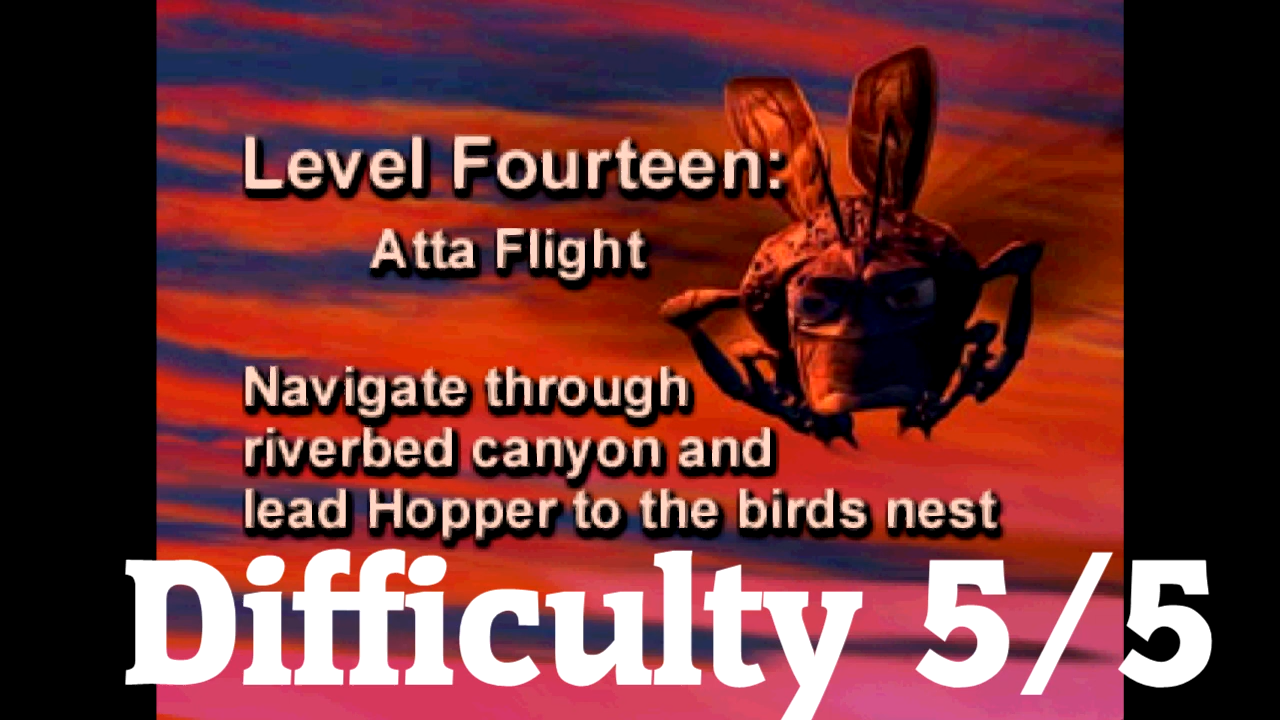 Level Fourteen:
Atta Flight
Navigate through
riverbed canyon and
lead Hopper to the birds nest
Difficulty 5/5